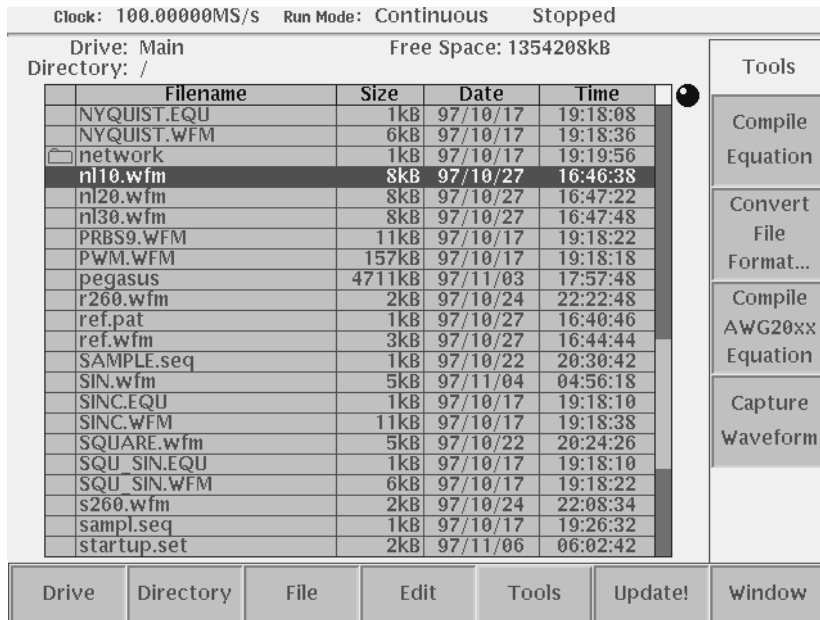 Clock: 100.00000MS/s Run Mode: Continuous Stopped
Drive: Main Free Space: 1354208kB
Directory: /
Filename Size Date Time
NYQUIST.EQU 1kB 97/10/17 19:18:08
NYQUIST.WFM 6kB 97/10/17 19:18:36
network 1kB 97/10/17 19:19:56
nl10.wfm 8kB 97/10/27 16:46:38
nl20.wfm 8kB 97/10/27 16:47:22
nl30.wfm 8kB 97/10/27 16:47:48
PRBS9.WFM 11kB 97/10/17 19:18:22
PWM.WFM 157kB 97/10/17 19:18:18
pegasus 4711kB 97/11/03 17:57:48
r260.wfm 2kB 97/10/24 22:22:48
ref.pat 1kB 97/10/27 16:40:46
ref.wfm 3kB 97/10/27 16:44:44
SAMPLE.seq 1kB 97/10/22 20:30:42
SIN.wfm 5kB 97/11/04 04:56:18
SINC.EQU 1kB 97/10/17 19:18:10
SINC.WFM 11kB 97/10/17 19:18:38
SQUARE.wfm 5kB 97/10/22 20:24:26
SQU_SIN.EQU 1kB 97/10/17 19:18:10
SQU_SIN.WFM 6kB 97/10/17 19:18:22
s260.wfm 2kB 97/10/24 22:08:34
sampl.seq 1kB 97/10/17 19:26:32
startup.set 2kB 97/11/06 06:02:42
Tools
Compile
Equation
Convert
File
Format...
Compile
AWG20xx
Equation
Capture
Waveform
Drive Directory File Edit Tools Update! Window